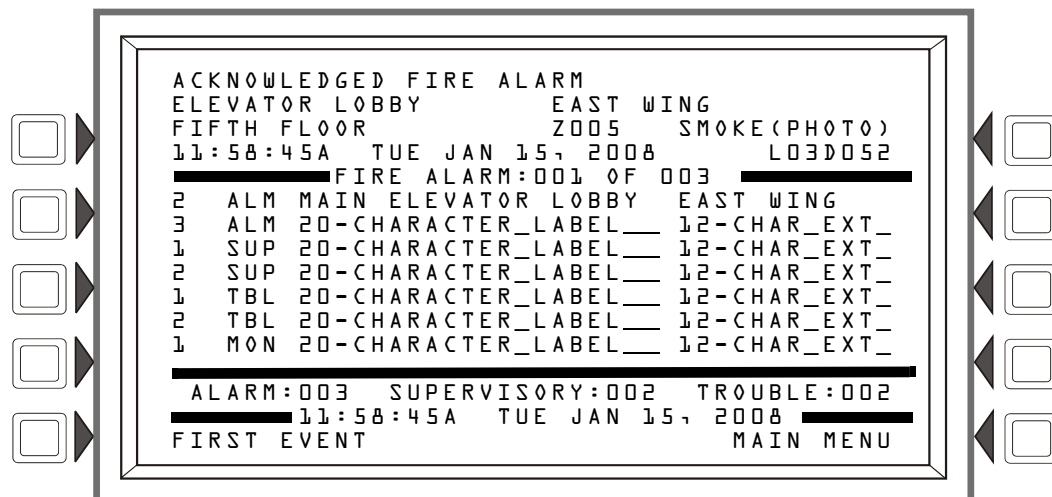 ACKNOWLEDGED FIRE ALARM
ELEVATOR LOBBY EAST WING
FIFTH FLOOR Z005 SMOKE(PHOTO)
11:58:45A TUE JAN 15, 2008 L03D052
FIRE ALARM:001 OF 003
2 ALM MAIN ELEVATOR LOBBY EAST WING
3 ALM 20-CHARACTER_LABEL___ 12-CHAR_EXT_
1 SUP 20-CHARACTER_LABEL___ 12-CHAR_EXT_
2 SUP 20-CHARACTER_LABEL___ 12-CHAR_EXT_
1 TBL 20-CHARACTER_LABEL___ 12-CHAR_EXT_
2 TBL 20-CHARACTER_LABEL___ 12-CHAR_EXT_
1 MON 20-CHARACTER_LABEL___ 12-CHAR_EXT_
ALARM:003 SUPERVISORY:002 TROUBLE:002
11:58:45A TUE JAN 15, 2008
FIRST EVENT MAIN MENU